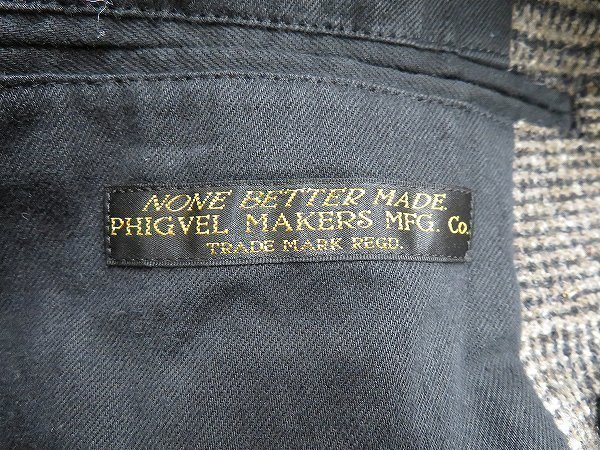 NONE BETTER MADE.
PHIGVEL MAKERS MFG. Co.
TRADE MARK REGD.